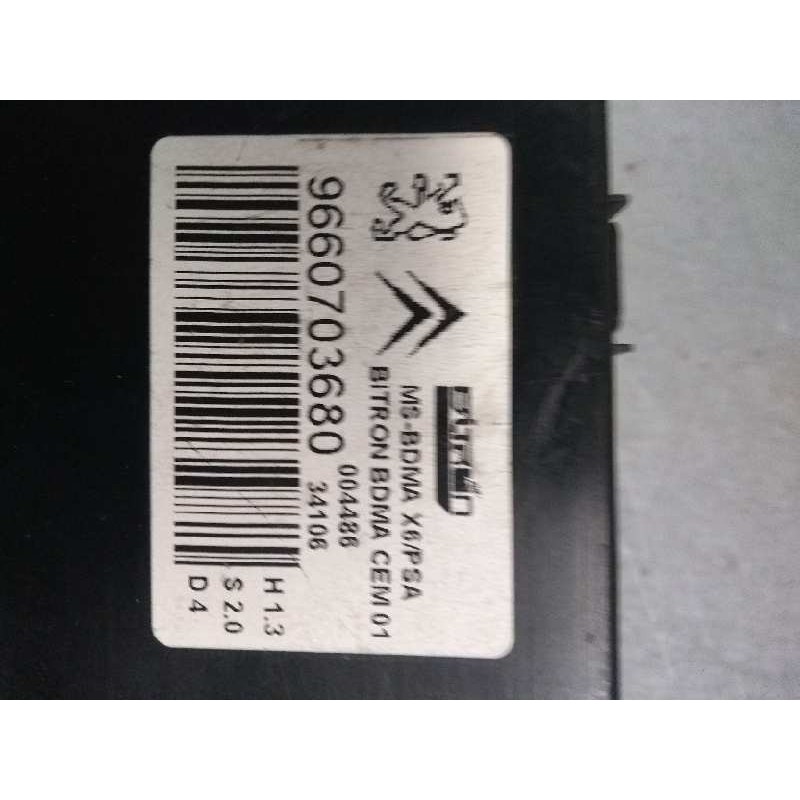 BITRON
MS-BDMA X6/PSA
BITRON BDMA CEM 01
9660703680
004486
34106
H 1.3
S 2.0
D 4